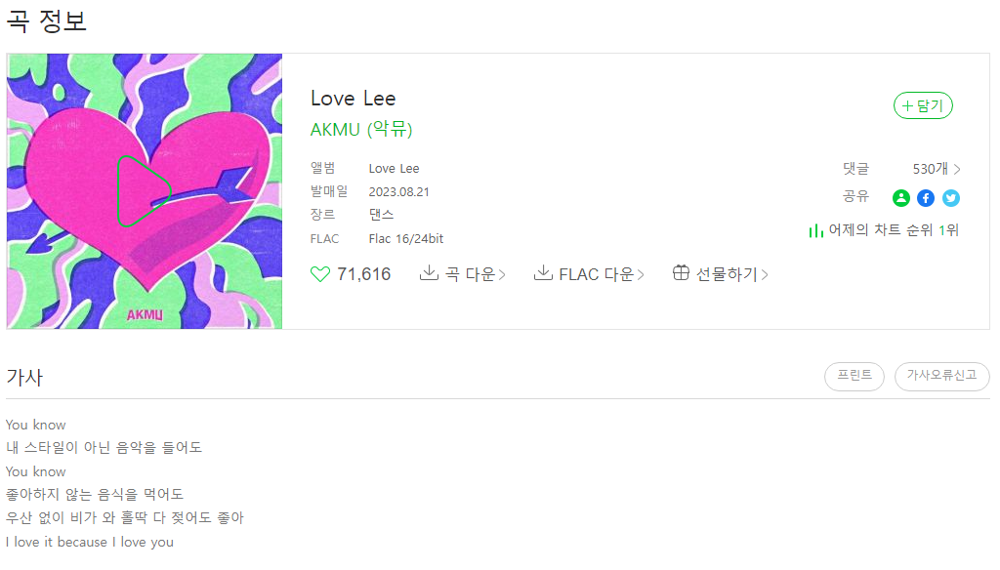 곡 정보
Love Lee
+ 담기
AKMU (악뮤)
앨범 Love Lee
댓글 530개 >
발매일 2023.08.21
공유
장르 댄스
어제의 차트 순위 1위
FLAC Flac 16/24bit
71,616 곡 다운 > FLAC 다운 > 선물하기 >
AKMU
가사
프린트 가사오류신고
You know
내 스타일이 아닌 음악을 들어도
You know
좋아하지 않는 음식을 먹어도
우산 없이 비가 와 홀딱 다 젖어도 좋아
I love it because I love you